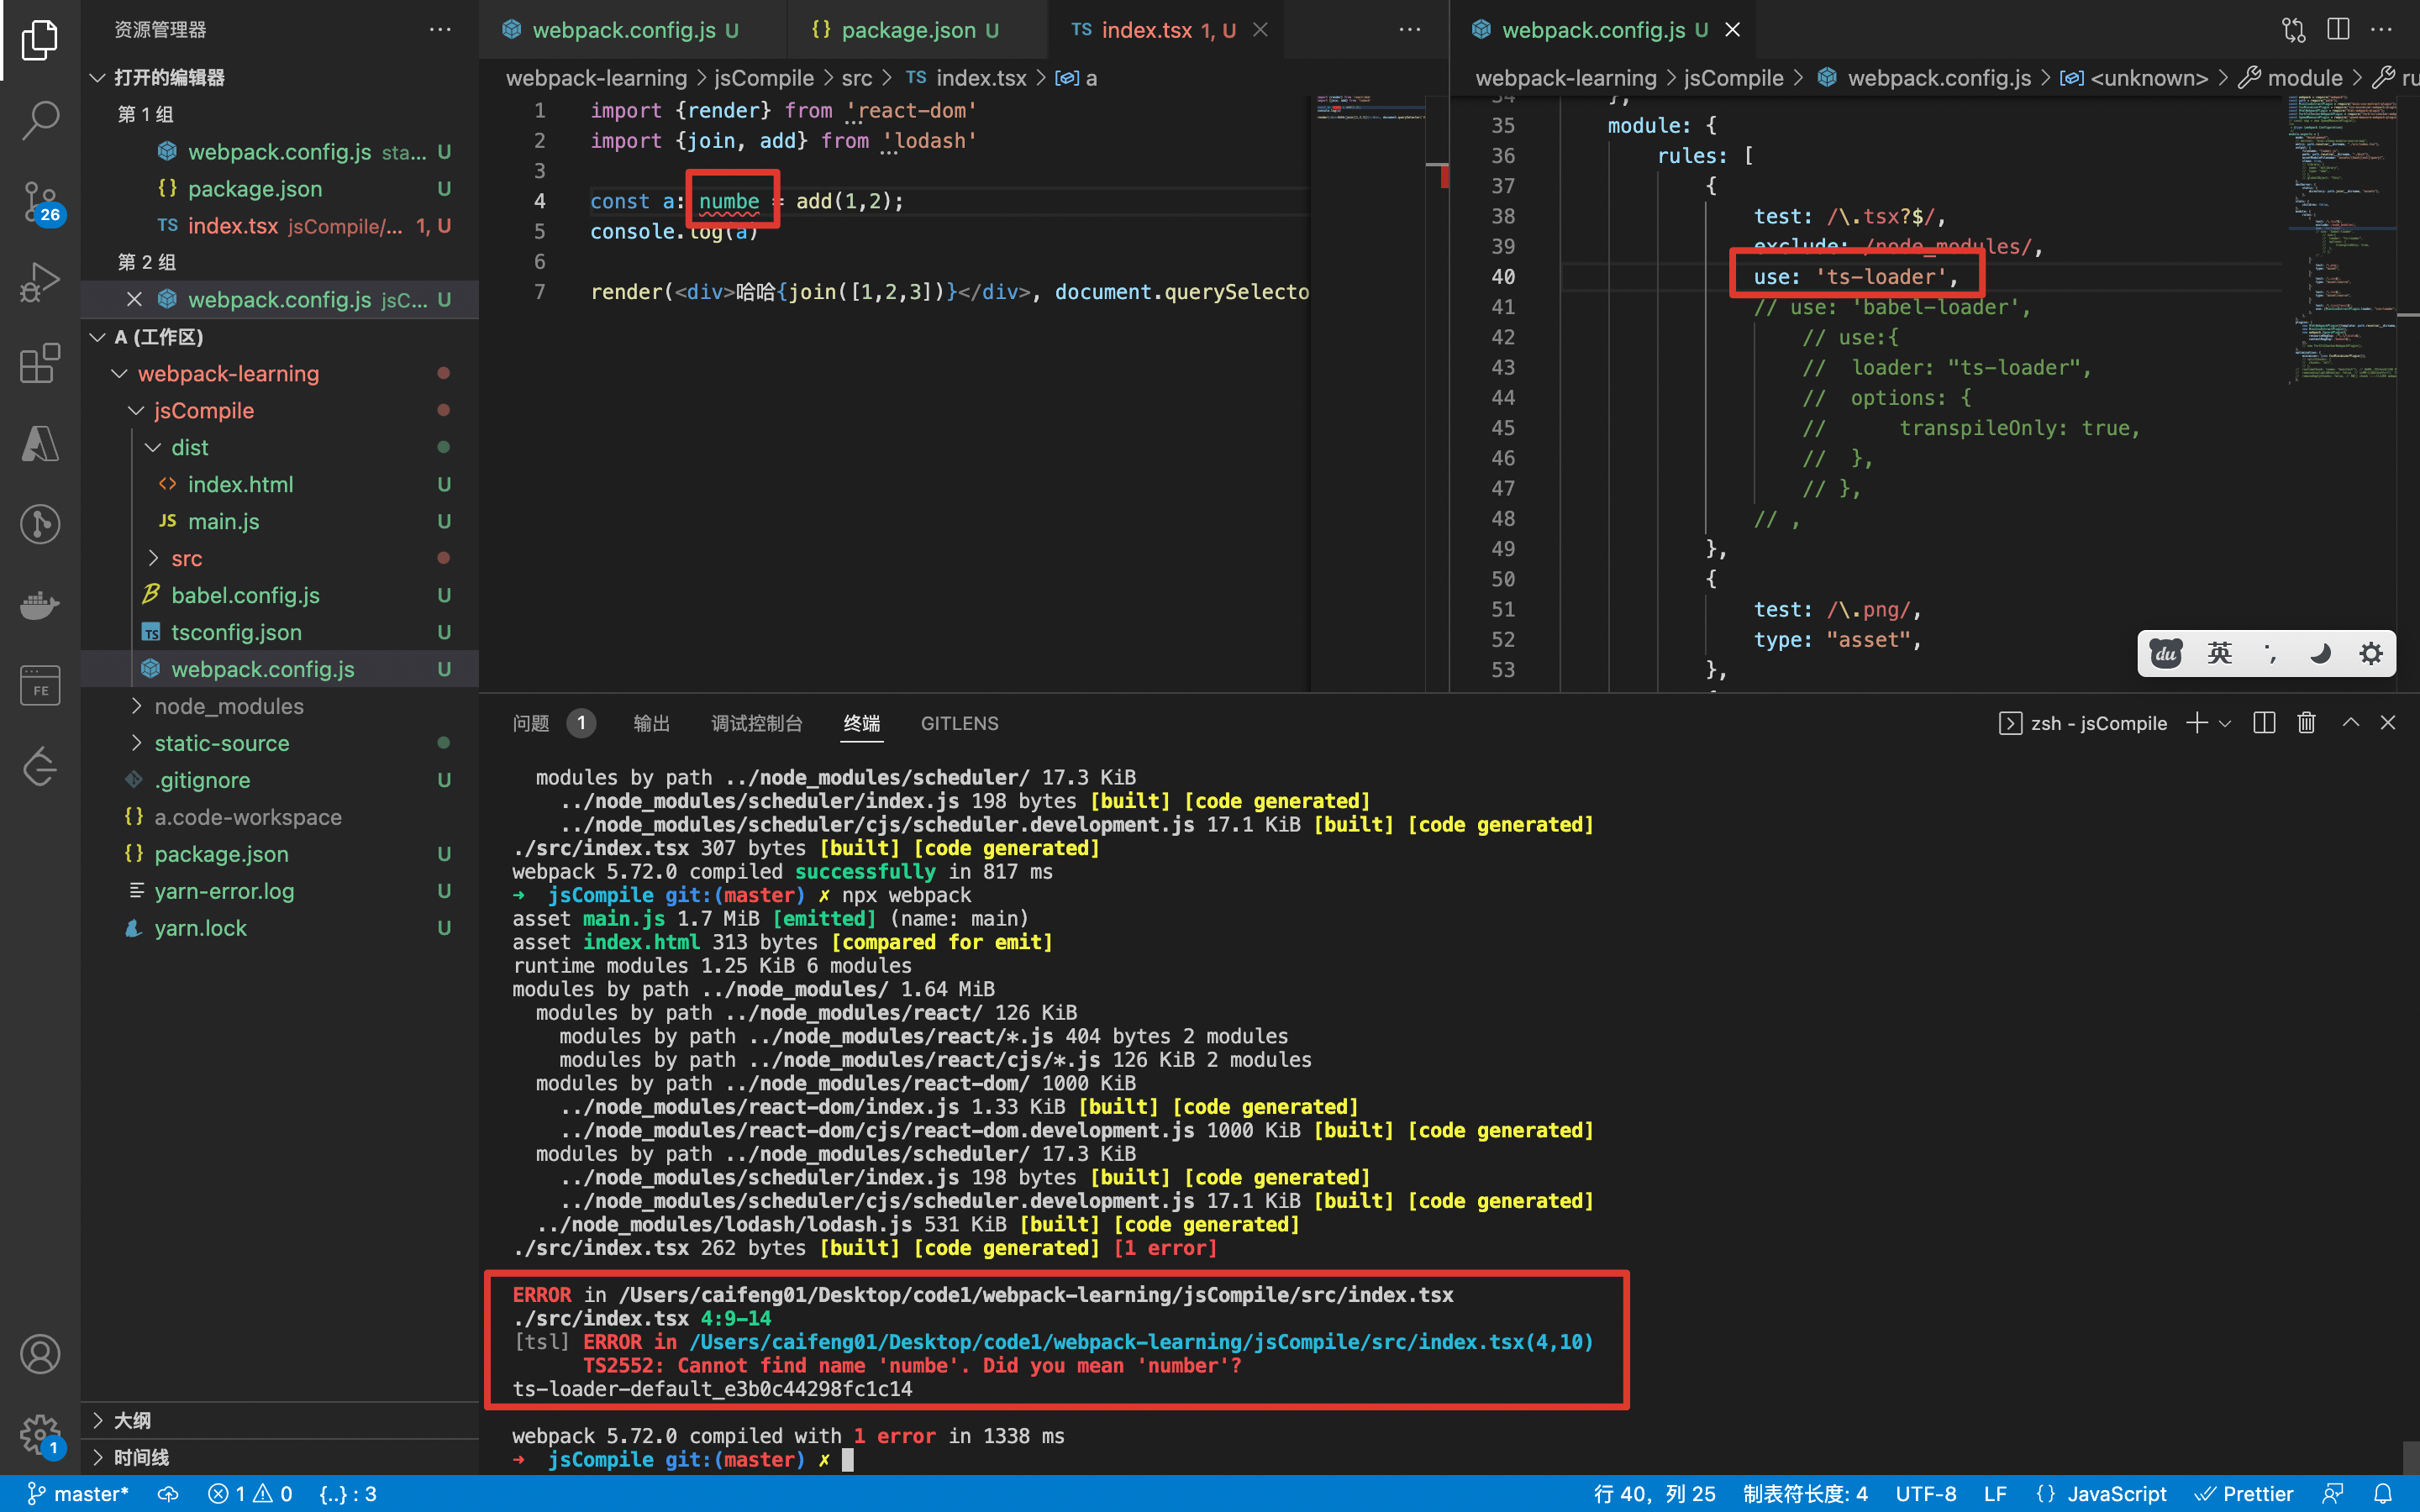 资源管理器
打开的编辑器
第 1 组
webpack.config.js sta... U
{} package.json U
TS index.tsx jsCompile/... 1, U
第 2 组
webpack.config.js jsC... U
A (工作区)
webpack-learning
jsCompile
dist
index.html U
JS main.js U
src
babel.config.js U
TS tsconfig.json U
webpack.config.js U
node_modules
static-source
.gitignore U
{} a.code-workspace
{} package.json U
yarn-error.log U
yarn.lock U
大纲
时间线
26
FE
1
webpack.config.js U
{} package.json U
TS index.tsx 1, U
webpack-learning > jsCompile > src > TS index.tsx > a
1 import {render} from 'react-dom'
2 import {join, add} from 'lodash'
3
4 const a: numbe = add(1,2);
5 console.log(a)
6
7 render(<div>哈哈{join([1,2,3])}</div>, document.querySelecto
webpack.config.js U
webpack-learning > jsCompile > webpack.config.js > <unknown> > module > ru
34 },
35 module: {
36 rules: [
37 {
38 test: /\.tsx?$/,
39 exclude: /node_modules/,
40 use: 'ts-loader',
41 // use: 'babel-loader',
42 // use:{
43 // loader: "ts-loader",
44 // options: {
45 // transpileOnly: true,
46 // },
47 // },
48 // ,
49 },
50 {
51 test: /\.png/,
52 type: "asset",
53 },
du 英
问题 1 输出 调试控制台 终端 GITLENS
zsh - jsCompile
modules by path ../node_modules/scheduler/ 17.3 KiB
../node_modules/scheduler/index.js 198 bytes [built] [code generated]
../node_modules/scheduler/cjs/scheduler.development.js 17.1 KiB [built] [code generated]
./src/index.tsx 307 bytes [built] [code generated]
webpack 5.72.0 compiled successfully in 817 ms
→ jsCompile git:(master) ✗ npx webpack
asset main.js 1.7 MiB [emitted] (name: main)
asset index.html 313 bytes [compared for emit]
runtime modules 1.25 KiB 6 modules
modules by path ../node_modules/ 1.64 MiB
modules by path ../node_modules/react/ 126 KiB
modules by path ../node_modules/react/*.js 404 bytes 2 modules
modules by path ../node_modules/react/cjs/*.js 126 KiB 2 modules
modules by path ../node_modules/react-dom/ 1000 KiB
../node_modules/react-dom/index.js 1.33 KiB [built] [code generated]
../node_modules/react-dom/cjs/react-dom.development.js 1000 KiB [built] [code generated]
modules by path ../node_modules/scheduler/ 17.3 KiB
../node_modules/scheduler/index.js 198 bytes [built] [code generated]
../node_modules/scheduler/cjs/scheduler.development.js 17.1 KiB [built] [code generated]
../node_modules/lodash/lodash.js 531 KiB [built] [code generated]
./src/index.tsx 262 bytes [built] [code generated] [1 error]
ERROR in /Users/caifeng01/Desktop/code1/webpack-learning/jsCompile/src/index.tsx
./src/index.tsx 4:9-14
[tsl] ERROR in /Users/caifeng01/Desktop/code1/webpack-learning/jsCompile/src/index.tsx(4,10)
TS2552: Cannot find name 'numbe'. Did you mean 'number'?
ts-loader-default_e3b0c44298fc1c14
webpack 5.72.0 compiled with 1 error in 1338 ms
→ jsCompile git:(master) ✗
master* 1 0 {..} : 3
行 40，列 25 制表符长度: 4 UTF-8 LF {} JavaScript Prettier